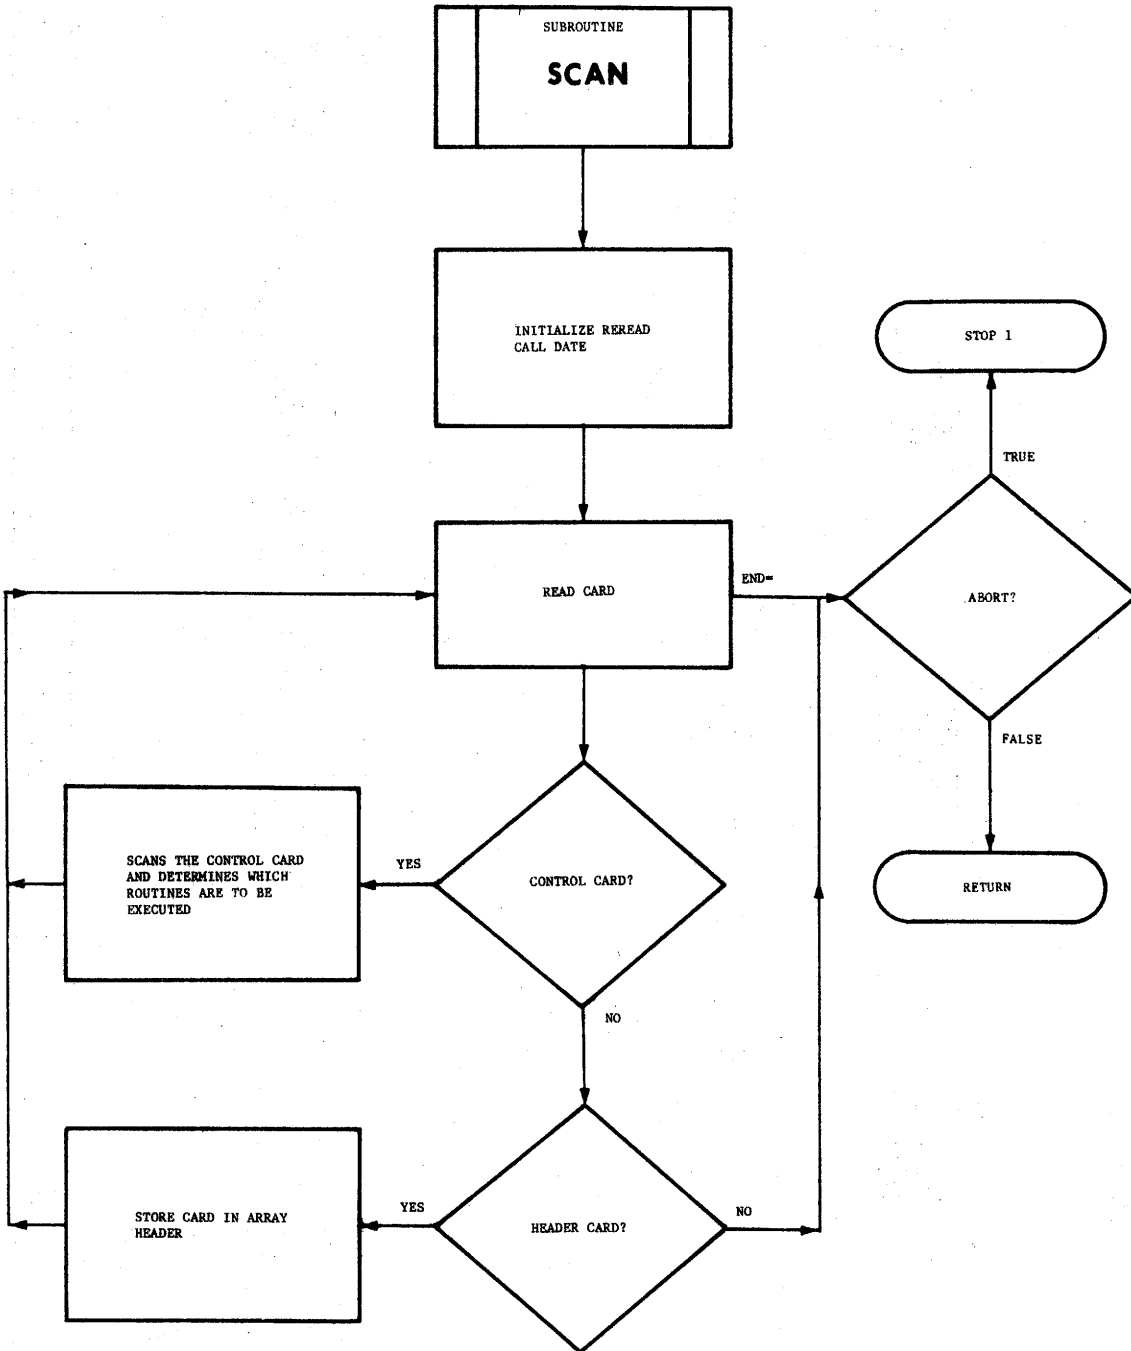 SUBROUTINE
SCAN
INITIALIZE REREAD
CALL DATE
STOP 1
TRUE
END=
READ CARD
ABORT?
FALSE
SCANS THE CONTROL CARD
AND DETERMINES WHICH
ROUTINES ARE TO BE
EXECUTED
YES
CONTROL CARD?
RETURN
NO
STORE CARD IN ARRAY
HEADER
YES
HEADER CARD?
NO